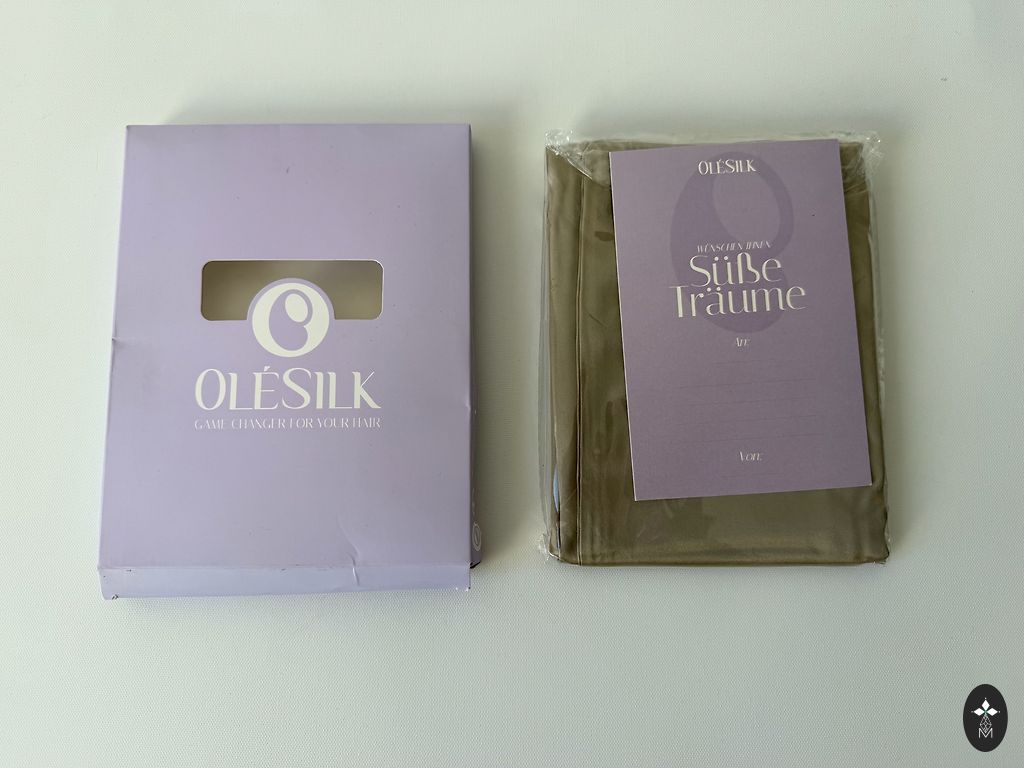 OLÉSILK
GAME CHANGER FOR YOUR HAIR
OLÉSILK
WÜNSCHEN IHNEN
Süße
Träume
An:
Von:
M